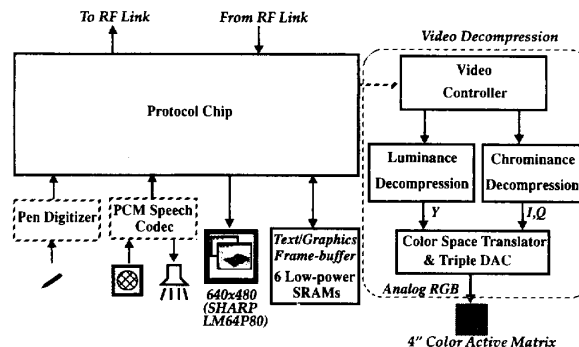 To RF Link
From RF Link
Video Decompression
Protocol Chip
Video
Controller
Luminance
Decompression
Chrominance
Decompression
Y
I,Q
Pen Digitizer
PCM Speech
Codec
Text/Graphics
Frame-buffer
6 Low-power
SRAMs
Color Space Translator
& Triple DAC
640x480
(SHARP
LM64P80)
Analog RGB
4" Color Active Matrix